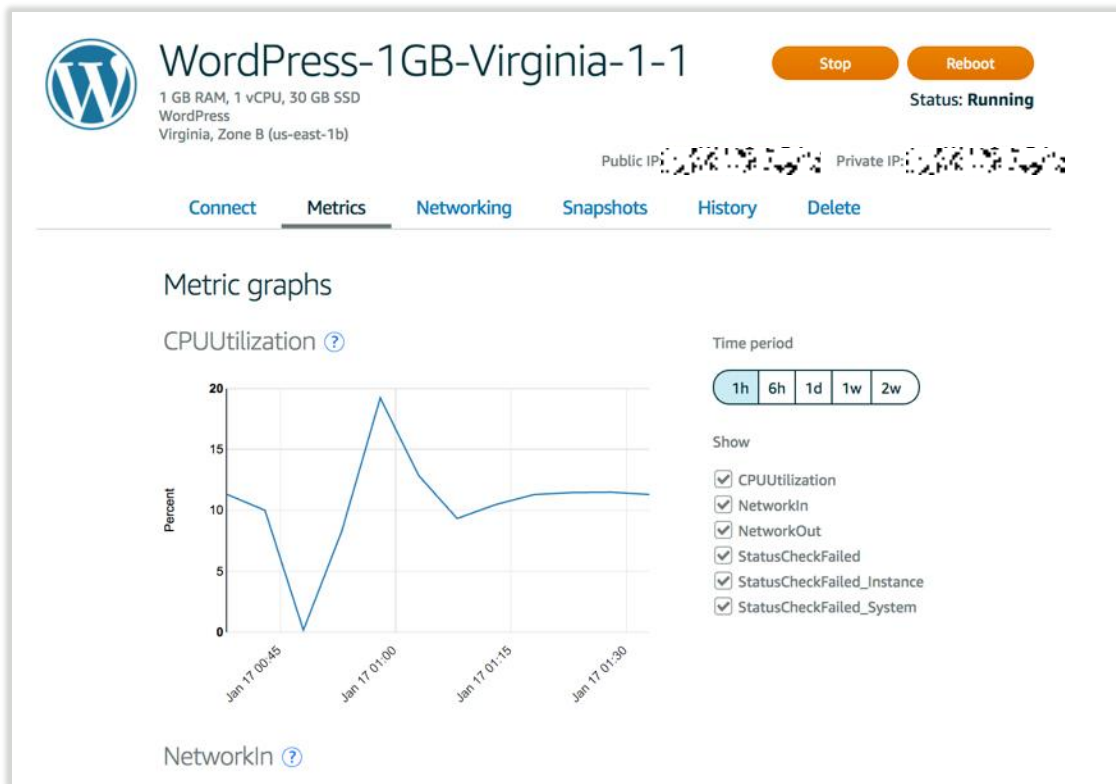 WordPress-1GB-Virginia-1-1
Stop
Reboot
1 GB RAM, 1 vCPU, 30 GB SSD
Status: Running
WordPress
Virginia, Zone B (us-east-1b)
Public IP:
Private IP:
Connect
Metrics
Networking
Snapshots
History
Delete
Metric graphs
CPUUtilization ?
Time period
1h 6h 1d 1w 2w
Show
CPUUtilization
NetworkIn
NetworkOut
StatusCheckFailed
StatusCheckFailed_Instance
StatusCheckFailed_System
Percent
20
15
10
5
0
Jan 17 00:45
Jan 17 01:00
Jan 17 01:15
Jan 17 01:30
NetworkIn ?